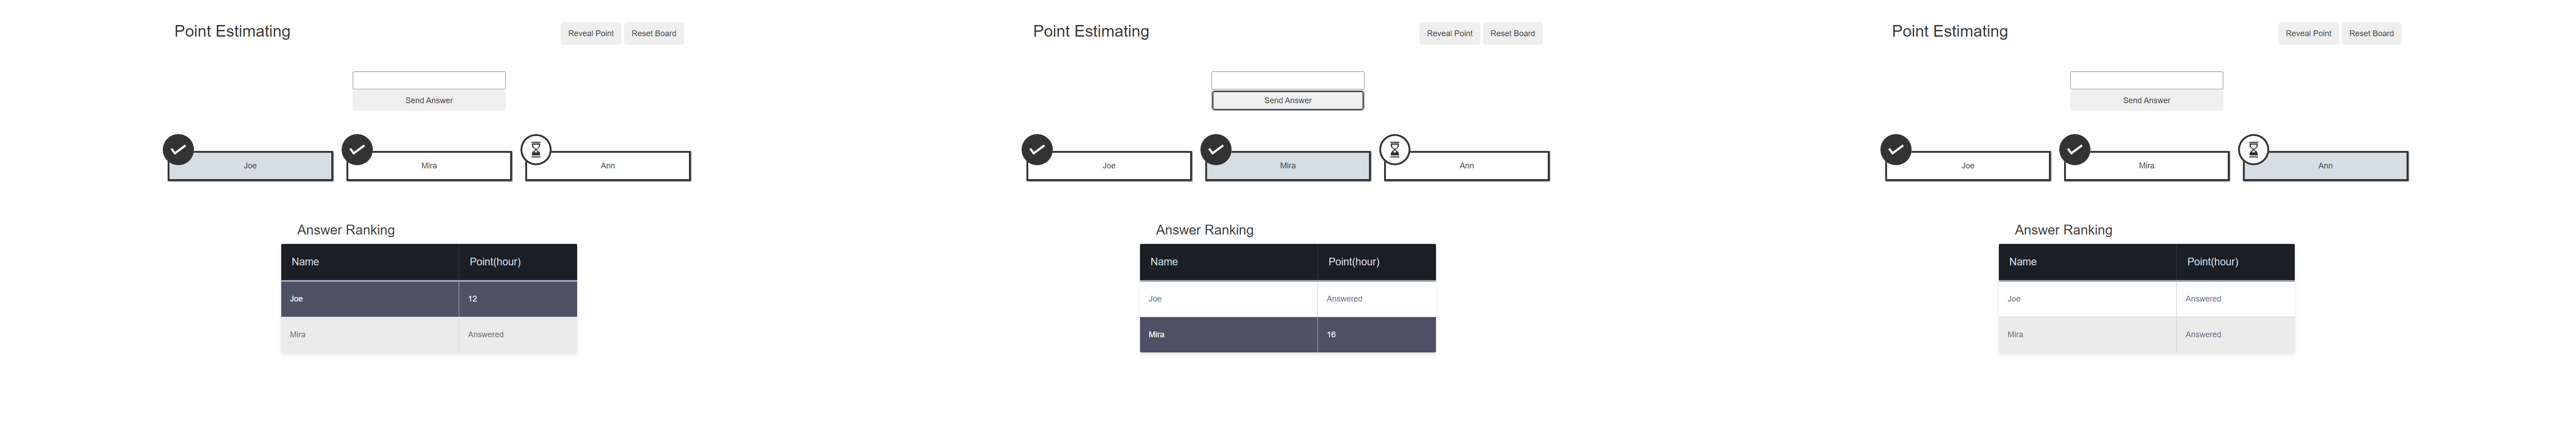 Point Estimating
Reveal Point Reset Board
Send Answer
Joe Mira Ann
Answer Ranking
Name Point(hour)
Joe 12
Mira Answered
Point Estimating
Reveal Point Reset Board
Send Answer
Joe Mira Ann
Answer Ranking
Name Point(hour)
Joe Answered
Mira 16
Point Estimating
Reveal Point Reset Board
Send Answer
Joe Mira Ann
Answer Ranking
Name Point(hour)
Joe Answered
Mira Answered